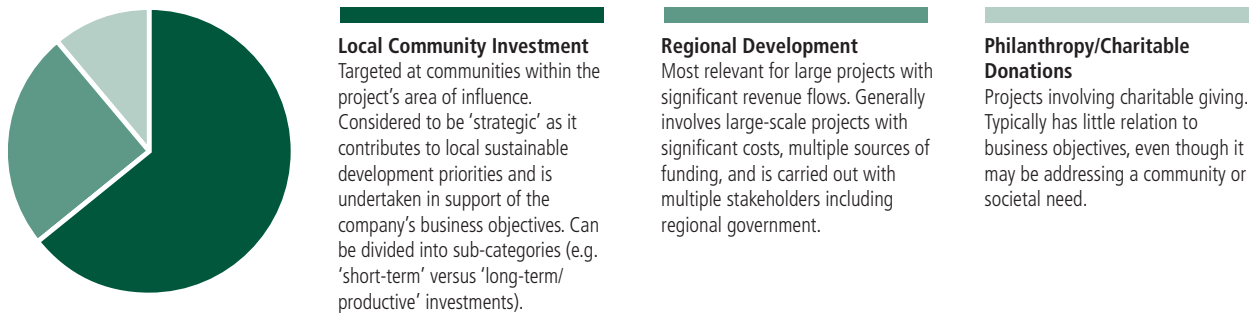 Local Community Investment
Targeted at communities within the
project’s area of influence.
Considered to be ‘strategic’ as it
contributes to local sustainable
development priorities and is
undertaken in support of the
company’s business objectives. Can
be divided into sub-categories (e.g.
‘short-term’ versus ‘long-term/
productive’ investments).
Regional Development
Most relevant for large projects with
significant revenue flows. Generally
involves large-scale projects with
significant costs, multiple sources of
funding, and is carried out with
multiple stakeholders including
regional government.
Philanthropy/Charitable
Donations
Projects involving charitable giving.
Typically has little relation to
business objectives, even though it
may be addressing a community or
societal need.